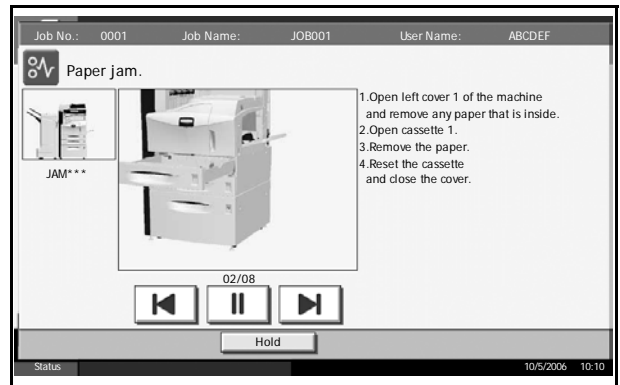 Job No.: 0001 Job Name: JOB001 User Name: ABCDEF
Paper jam.
JAM***
1.Open left cover 1 of the machine
and remove any paper that is inside.
2.Open cassette 1.
3.Remove the paper.
4.Reset the cassette
and close the cover.
02/08
Hold
Status 10/5/2006 10:10